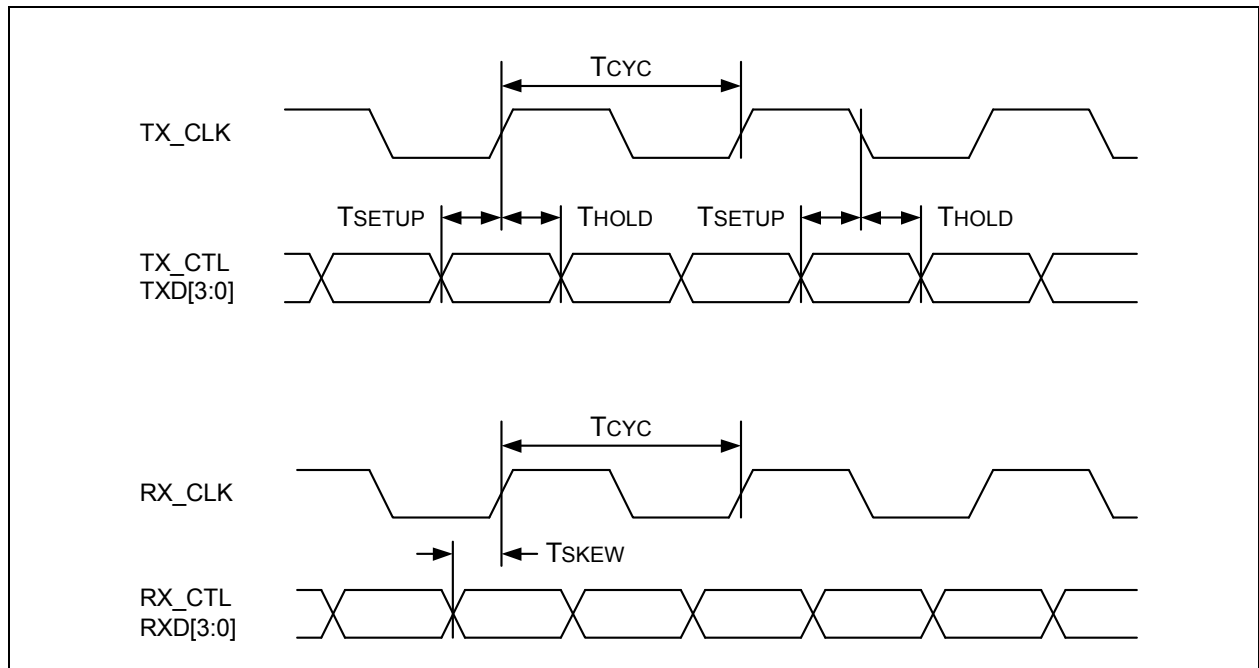 TCYC
TX_CLK
TSETUP THOLD TSETUP THOLD
TX_CTL
TXD[3:0]
TCYC
RX_CLK
TSKEW
RX_CTL
RXD[3:0]